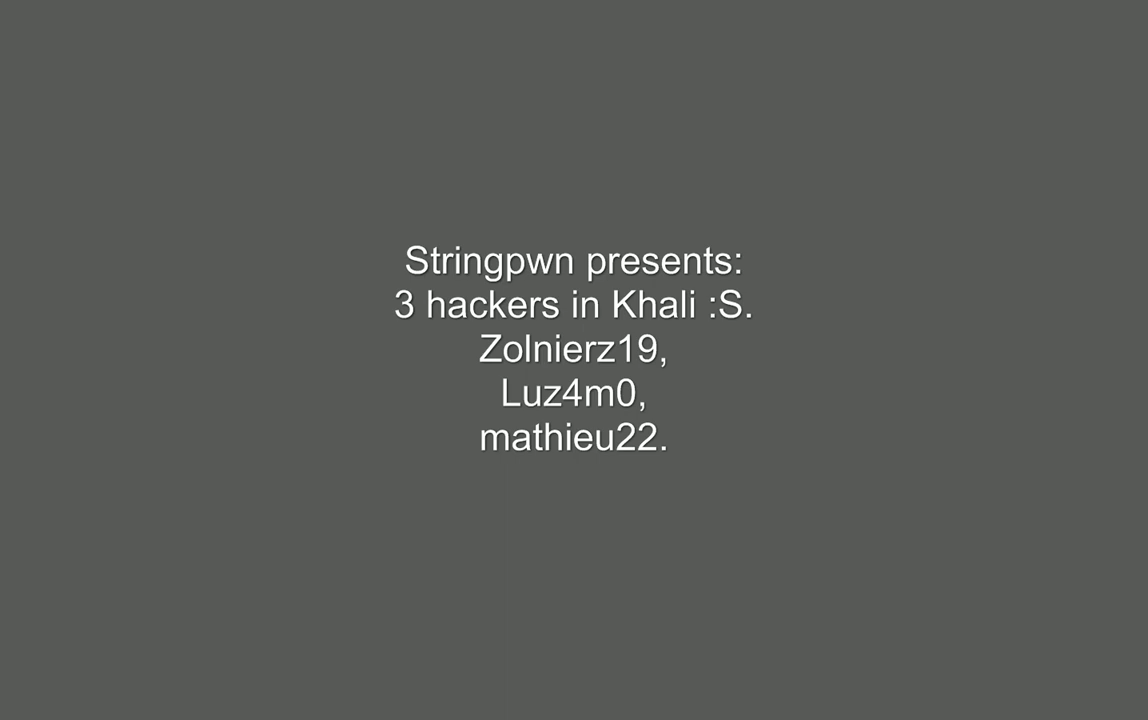 Stringpwn presents:
3 hackers in Khali :S.
Zolnierz19,
Luz4m0,
mathieu22.